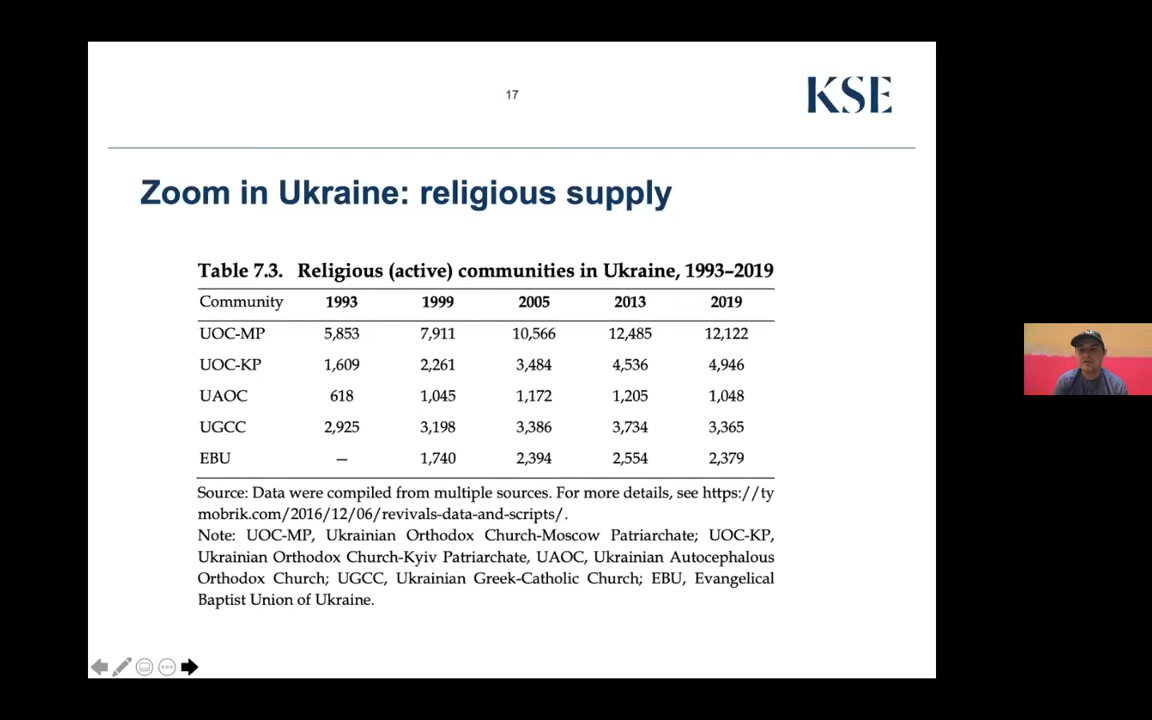 17
KSE
Zoom in Ukraine: religious supply
Table 7.3. Religious (active) communities in Ukraine, 1993–2019
Community 1993 1999 2005 2013 2019
UOC-MP 5,853 7,911 10,566 12,485 12,122
UOC-KP 1,609 2,261 3,484 4,536 4,946
UAOC 618 1,045 1,172 1,205 1,048
UGCC 2,925 3,198 3,386 3,734 3,365
EBU — 1,740 2,394 2,554 2,379
Source: Data were compiled from multiple sources. For more details, see https://ty
mobrik.com/2016/12/06/revivals-data-and-scripts/.
Note: UOC-MP, Ukrainian Orthodox Church-Moscow Patriarchate; UOC-KP,
Ukrainian Orthodox Church-Kyiv Patriarchate, UAOC, Ukrainian Autocephalous
Orthodox Church; UGCC, Ukrainian Greek-Catholic Church; EBU, Evangelical
Baptist Union of Ukraine.